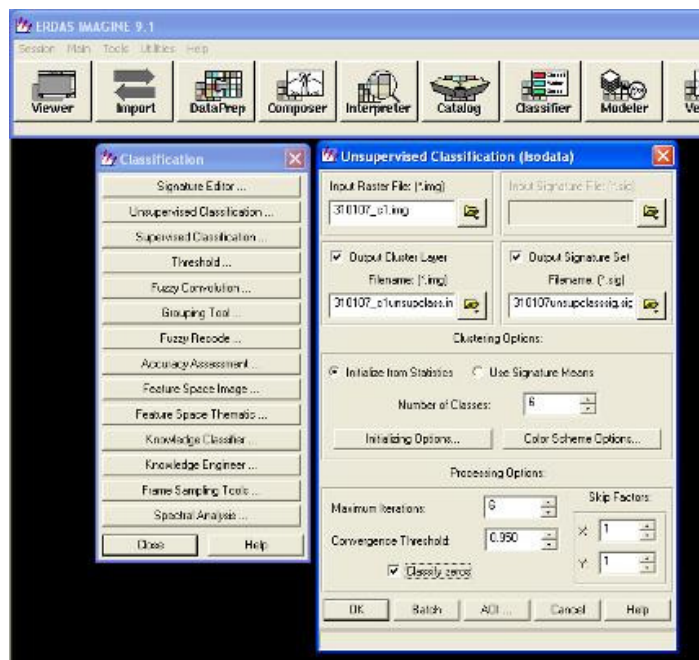 ERDAS IMAGINE 9.1
Session Main Tools Utilities Help
Viewer Import DataPrep Composer Interpreter Catalog Classifier Modeler Ve
Classification
Signature Editor ...
Unsupervised Classification ...
Supervised Classification ...
Threshold ...
Fuzzy Convolution ...
Grouping Tool ...
Fuzzy Recode ...
Accuracy Assessment ...
Feature Space Image ...
Feature Space Thematic ...
Knowledge Classifier ...
Knowledge Engineer ...
Frame Sampling Tools ...
Spectral Analysis ...
Close Help
Unsupervised Classification (Isodata)
Input Raster File: (*.img) Input Signature File: (*.sig)
310107_c1.img
Output Cluster Layer Output Signature Set
Filename: (*.img) Filename: (*.sig)
310107_c1unsupclass.in 310107unsupclasssig.sig
Clustering Options:
Initialize from Statistics Use Signature Means
Number of Classes: 6
Initializing Options... Color Scheme Options...
Processing Options:
Maximum Iterations: 6 Skip Factors:
Convergence Threshold: 0.950 X: 1
Classify zeros Y: 1
OK Batch AOI ... Cancel Help